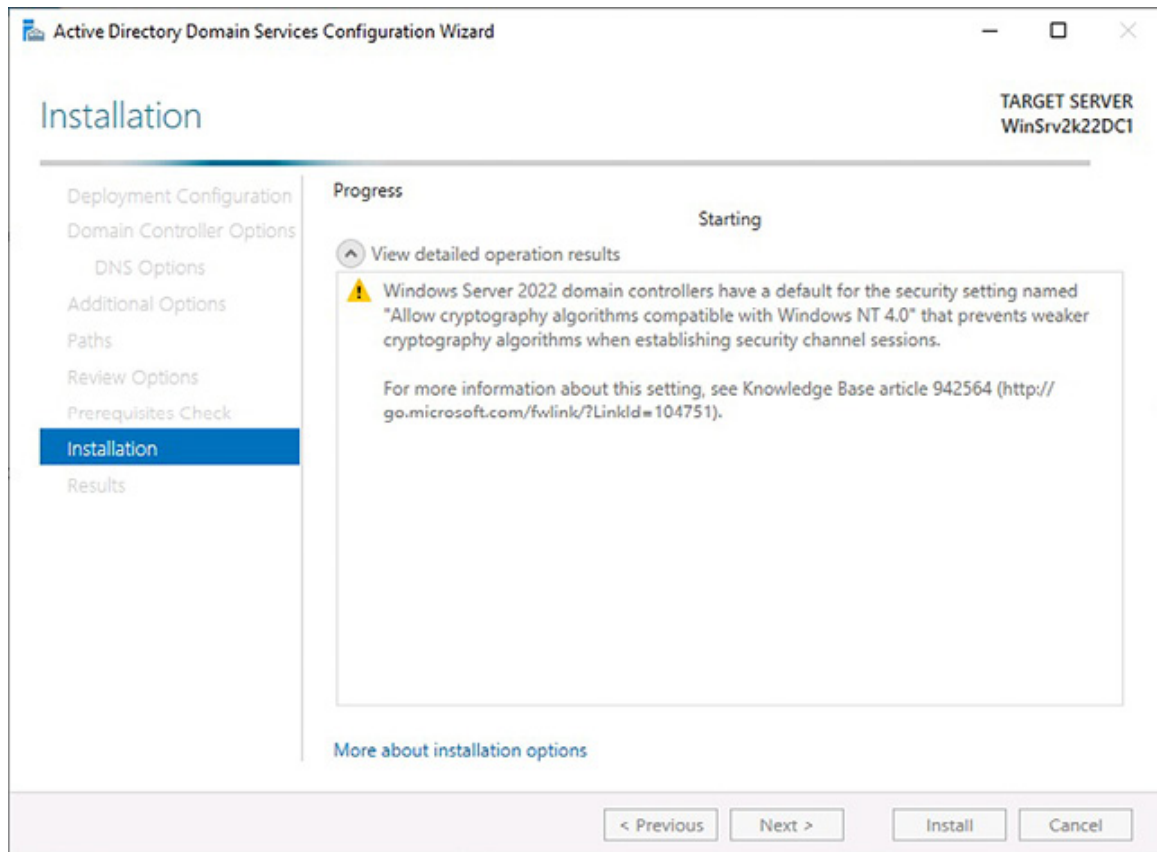 Active Directory Domain Services Configuration Wizard
Installation
TARGET SERVER
WinSrv2k22DC1
Deployment Configuration
Domain Controller Options
DNS Options
Additional Options
Paths
Review Options
Prerequisites Check
Installation
Results
Progress
Starting
View detailed operation results
Windows Server 2022 domain controllers have a default for the security setting named
"Allow cryptography algorithms compatible with Windows NT 4.0" that prevents weaker
cryptography algorithms when establishing security channel sessions.
For more information about this setting, see Knowledge Base article 942564 (http://
go.microsoft.com/fwlink/?LinkId=104751).
More about installation options
< Previous
Next >
Install
Cancel